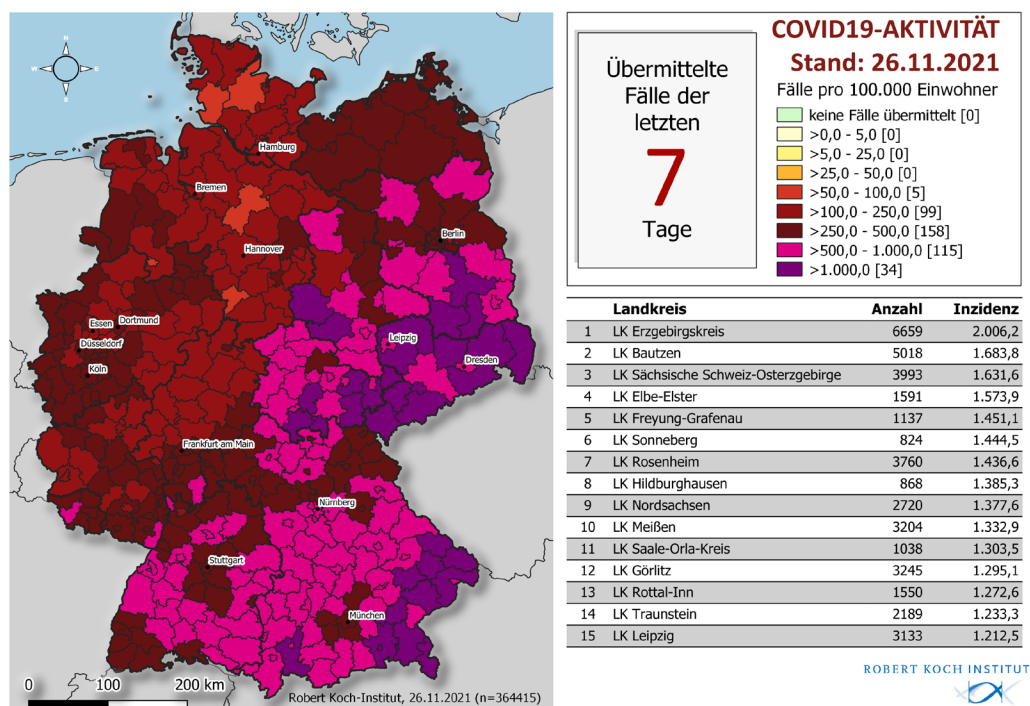 N
W
E
S
Hamburg
Bremen
Berlin
Hannover
Essen
Dortmund
Düsseldorf
Leipzig
Köln
Dresden
Frankfurt am Main
Nürnberg
Stuttgart
München
0 100 200 km
Robert Koch-Institut, 26.11.2021 (n=364415)
Übermittelte
Fälle der
letzten
7
Tage
COVID19-AKTIVITÄT
Stand: 26.11.2021
Fälle pro 100.000 Einwohner
keine Fälle übermittelt [0]
>0,0 - 5,0 [0]
>5,0 - 25,0 [0]
>25,0 - 50,0 [0]
>50,0 - 100,0 [5]
>100,0 - 250,0 [99]
>250,0 - 500,0 [158]
>500,0 - 1.000,0 [115]
>1.000,0 [34]
Landkreis Anzahl Inzidenz
1 LK Erzgebirgskreis 6659 2.006,2
2 LK Bautzen 5018 1.683,8
3 LK Sächsische Schweiz-Osterzgebirge 3993 1.631,6
4 LK Elbe-Elster 1591 1.573,9
5 LK Freyung-Grafenau 1137 1.451,1
6 LK Sonneberg 824 1.444,5
7 LK Rosenheim 3760 1.436,6
8 LK Hildburghausen 868 1.385,3
9 LK Nordsachsen 2720 1.377,6
10 LK Meißen 3204 1.332,9
11 LK Saale-Orla-Kreis 1038 1.303,5
12 LK Görlitz 3245 1.295,1
13 LK Rottal-Inn 1550 1.272,6
14 LK Traunstein 2189 1.233,3
15 LK Leipzig 3133 1.212,5
ROBERT KOCH INSTITUT